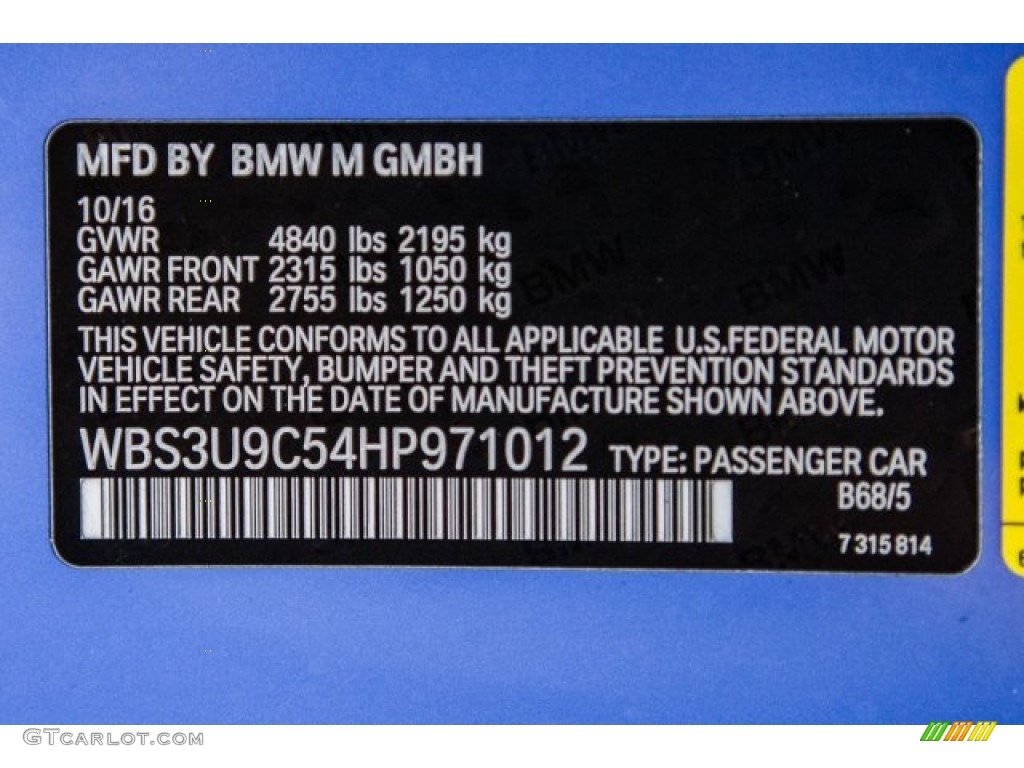 MFD BY BMW M GMBH
10/16
GVWR 4840 lbs 2195 kg
GAWR FRONT 2315 lbs 1050 kg
GAWR REAR 2755 lbs 1250 kg
THIS VEHICLE CONFORMS TO ALL APPLICABLE U.S.FEDERAL MOTOR
VEHICLE SAFETY, BUMPER AND THEFT PREVENTION STANDARDS
IN EFFECT ON THE DATE OF MANUFACTURE SHOWN ABOVE.
WBS3U9C54HP971012 TYPE: PASSENGER CAR
B68/5
7 315 814
GTCARLOT.COM